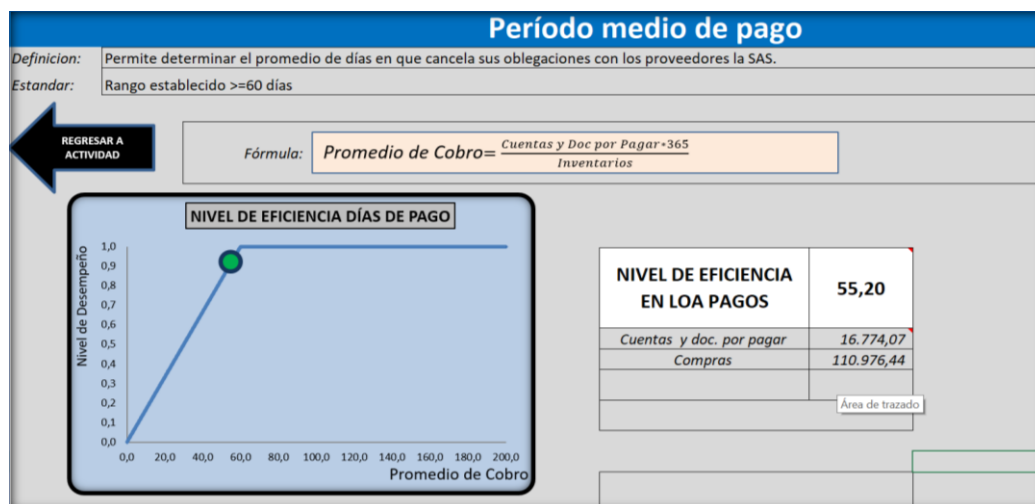 Período medio de pago
Definicion: Permite determinar el promedio de días en que cancela sus oblegaciones con los proveedores la SAS.
Estandar: Rango establecido >=60 días
REGRESAR A
ACTIVIDAD
Fórmula: Promedio de Cobro= Cuentas y Doc por Pagar*365
Inventarios
NIVEL DE EFICIENCIA DÍAS DE PAGO
Nivel de Desempeño
1,0
0,9
0,8
0,7
0,6
0,5
0,4
0,3
0,2
0,1
0,0
0,0 20,0 40,0 60,0 80,0 100,0 120,0 140,0 160,0 180,0 200,0
Promedio de Cobro
NIVEL DE EFICIENCIA
EN LOA PAGOS
55,20
Cuentas y doc. por pagar 16.774,07
Compras 110.976,44
Área de trazado